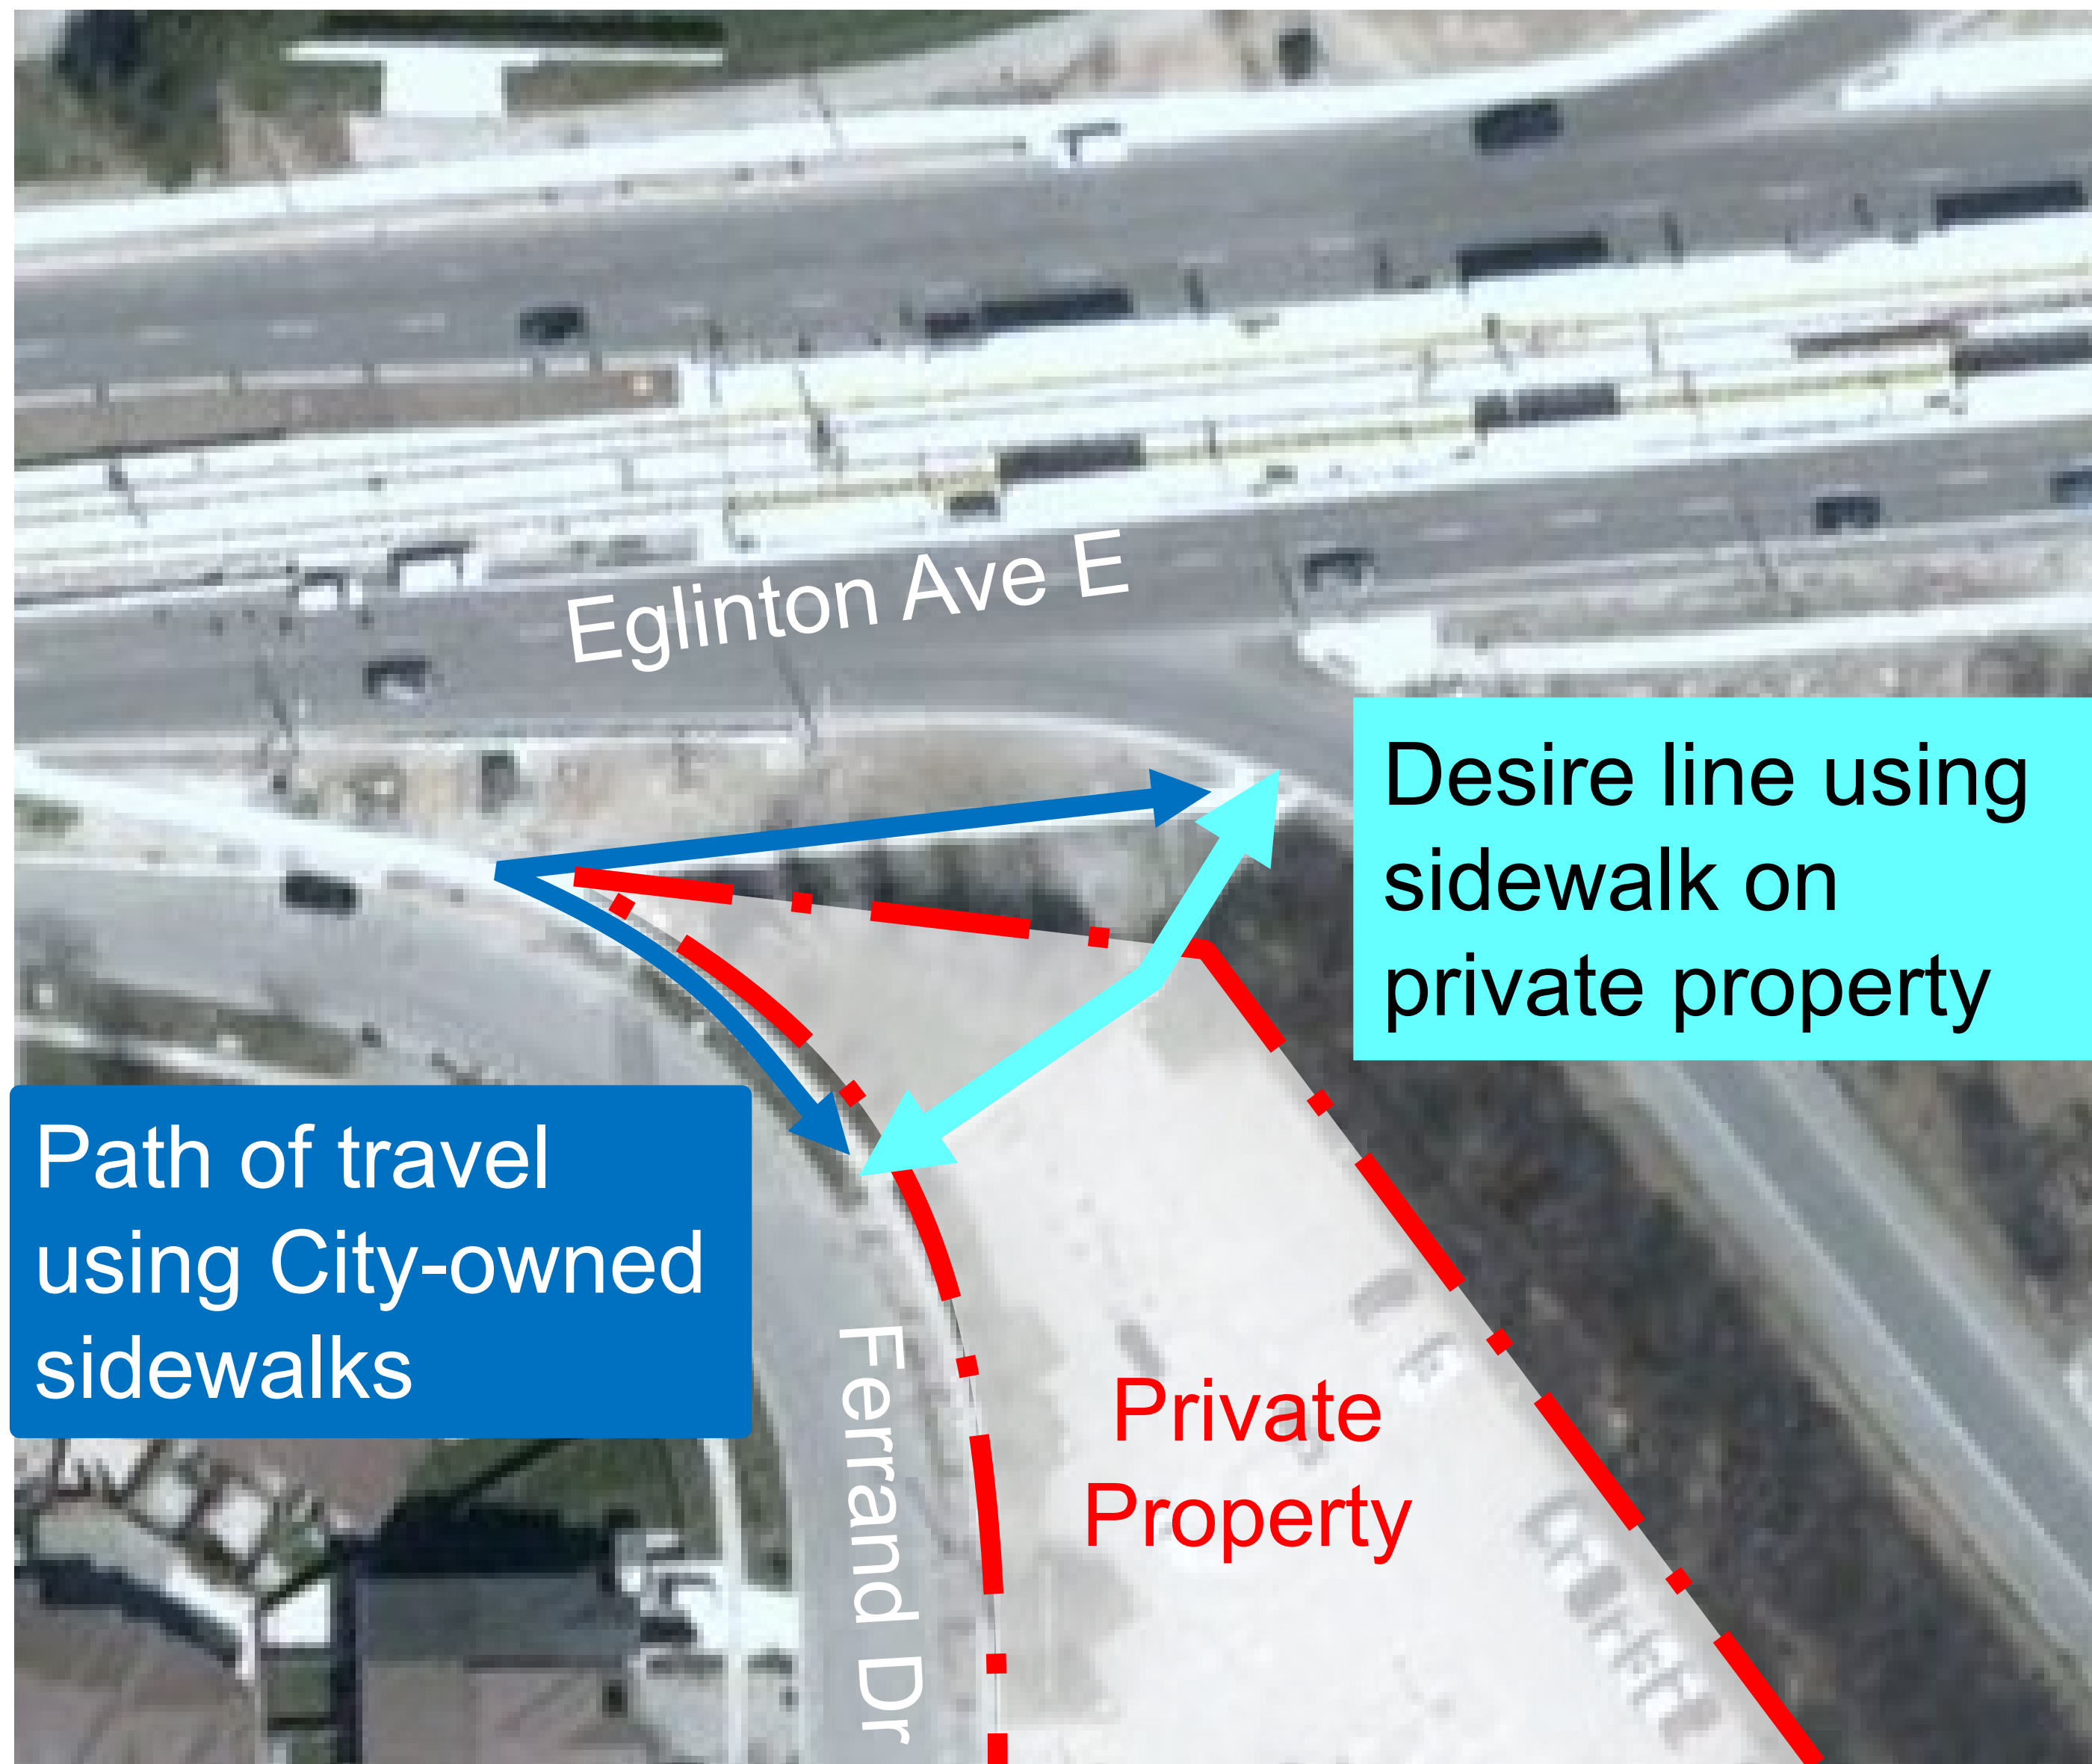 Eglinton Ave E
Desire line using
sidewalk on
private property
Path of travel
using City-owned
sidewalks
Ferrand Dr
Private
Property